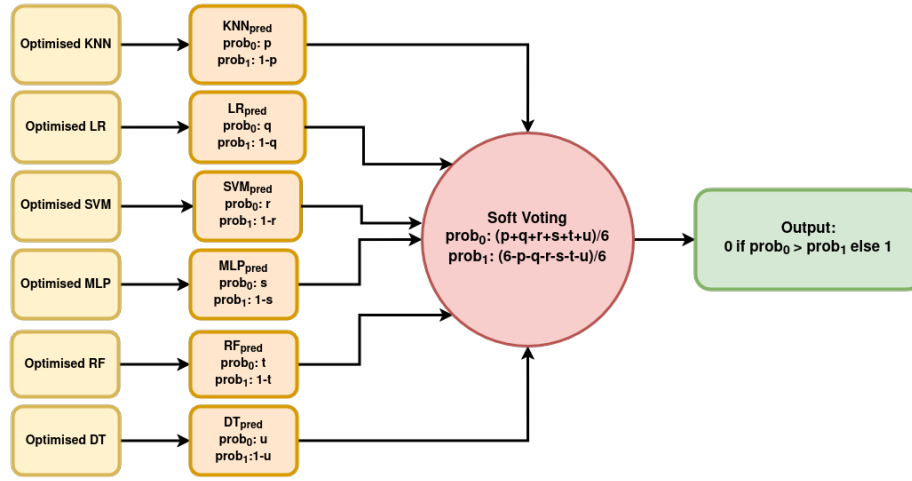 Optimised KNN
KNNpred
prob0: p
prob1: 1-p
Optimised LR
LRpred
prob0: q
prob1: 1-q
Optimised SVM
SVMpred
prob0: r
prob1: 1-r
Optimised MLP
MLPpred
prob0: s
prob1: 1-s
Optimised RF
RFpred
prob0: t
prob1: 1-t
Optimised DT
DTpred
prob0: u
prob1:1-u
Soft Voting
prob0: (p+q+r+s+t+u)/6
prob1: (6-p-q-r-s-t-u)/6
Output:
0 if prob0 > prob1 else 1